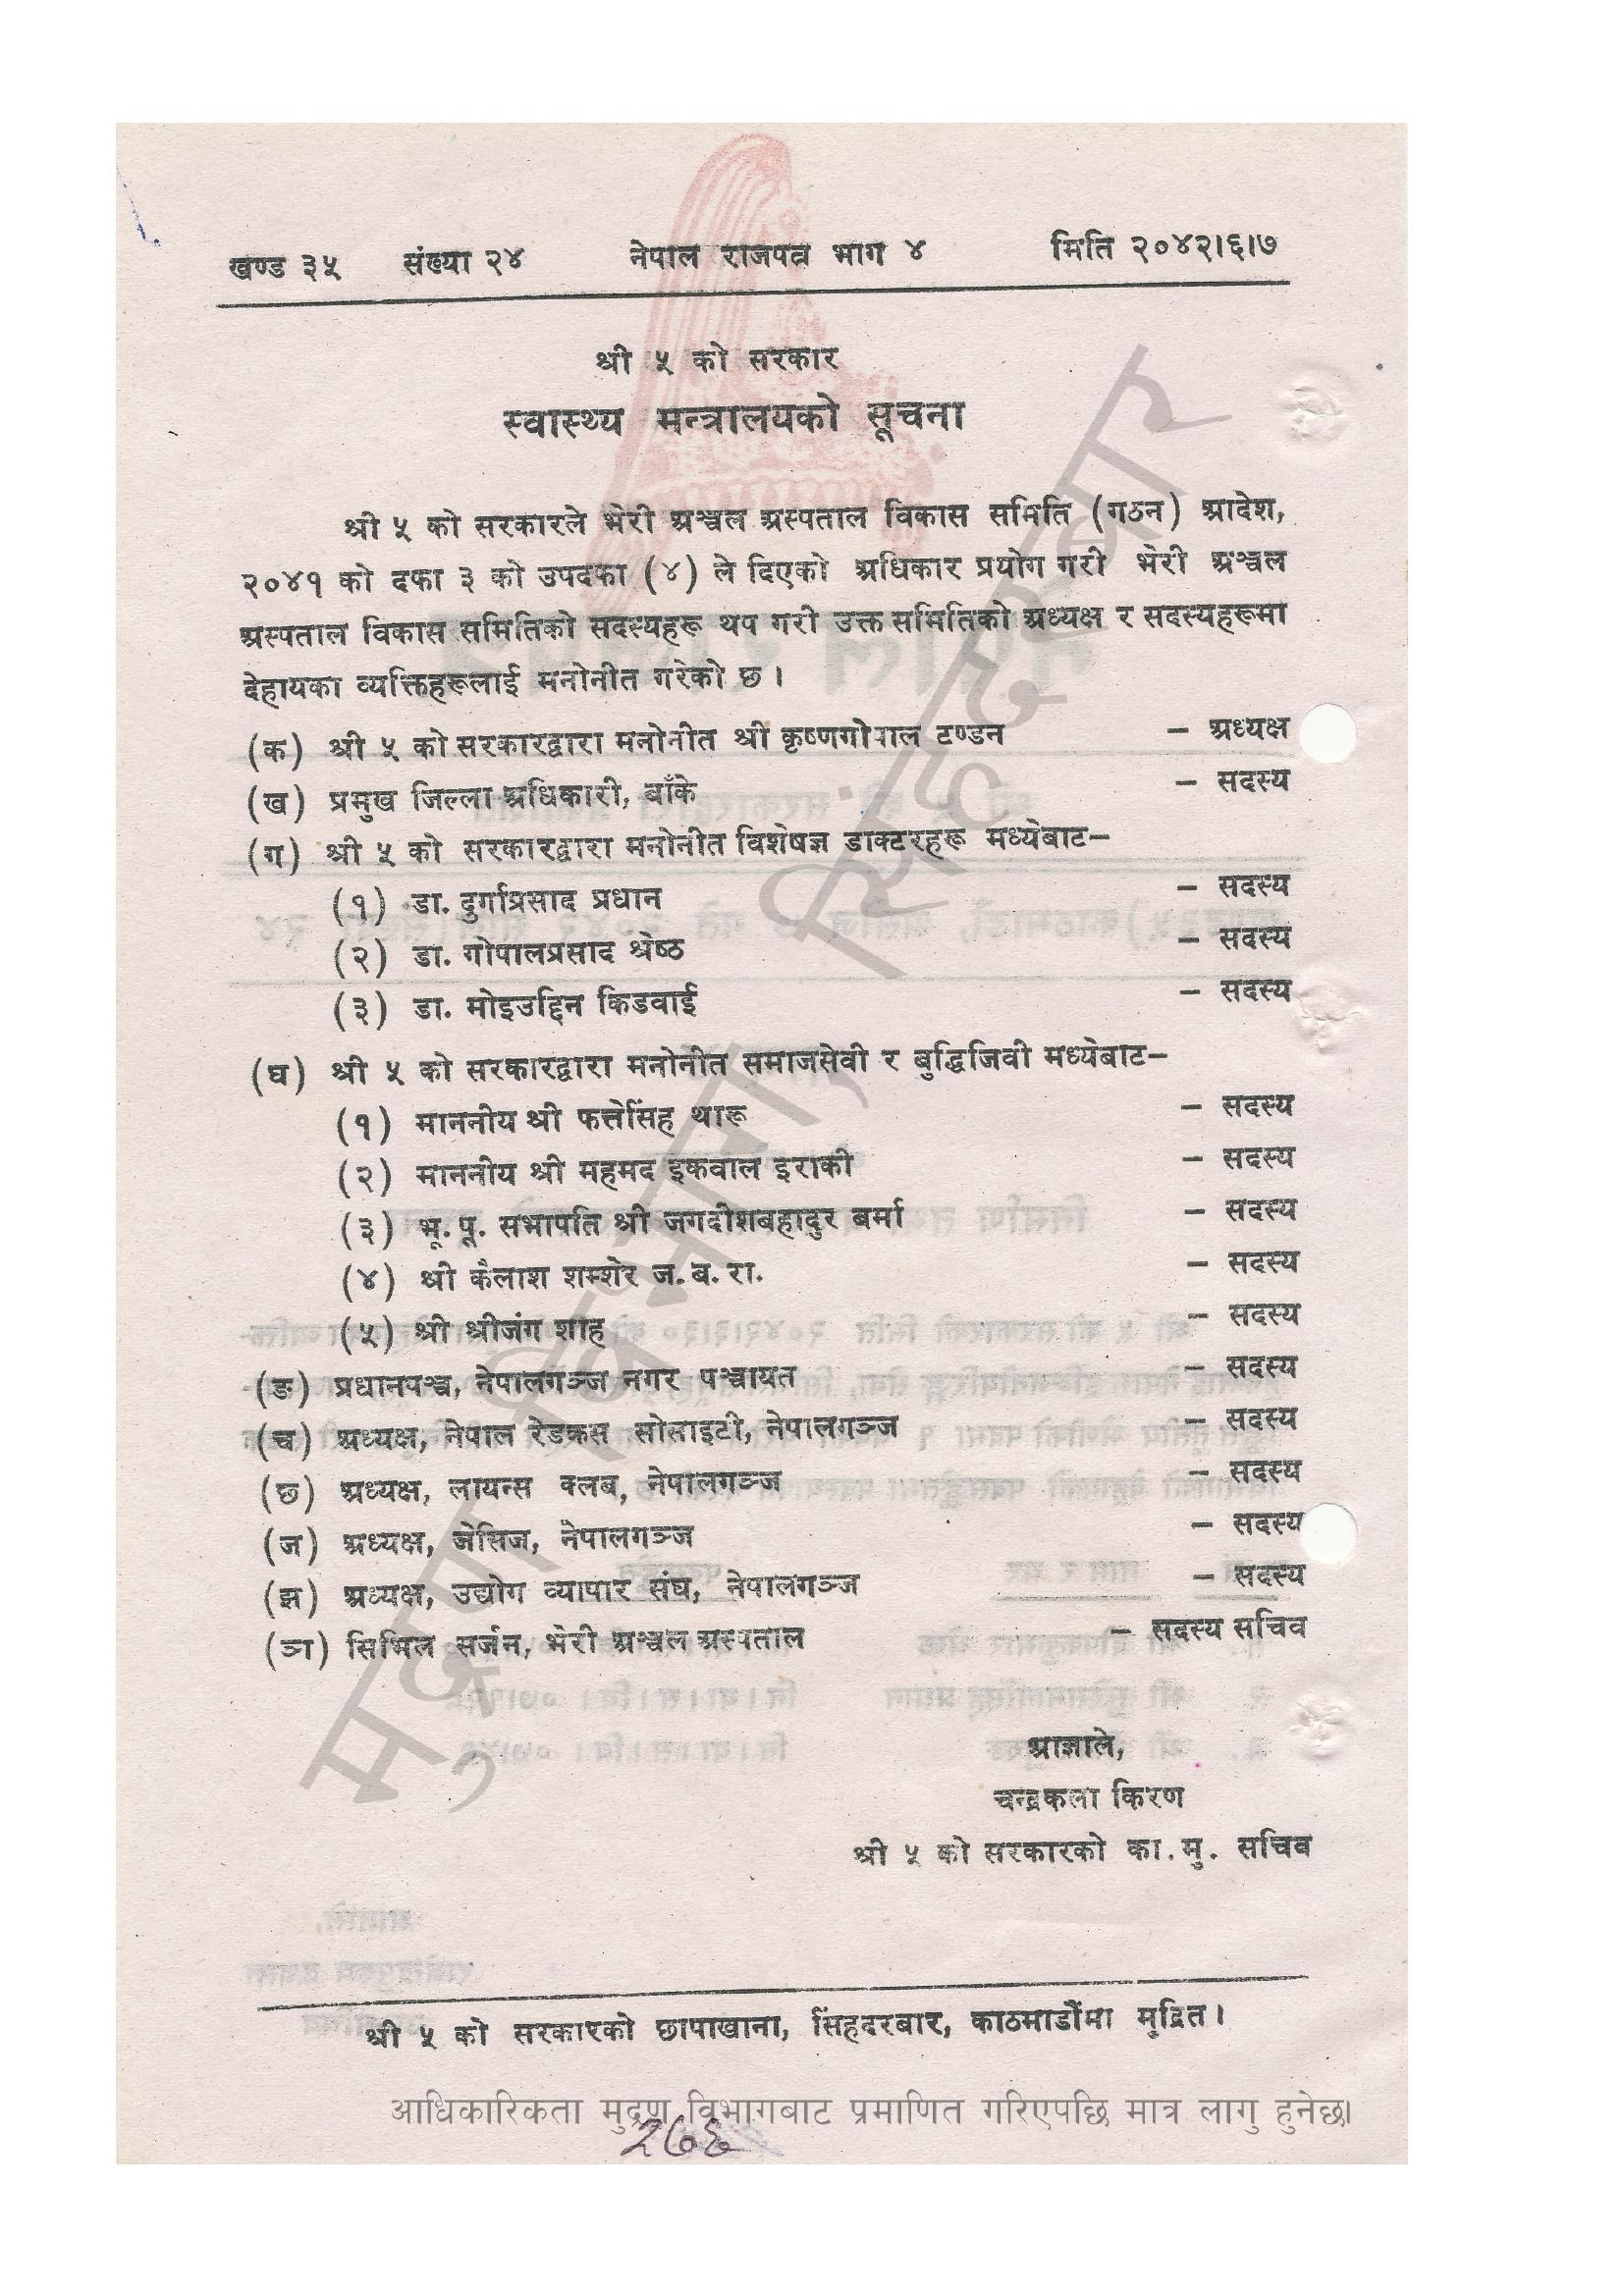 खण्ड ३५ संख्या २४ नेपाल राजपत्र भाग ४ मिति २०४२।६।७
श्री ५ को सरकार
स्वास्थ्य मन्त्रालयको सूचना
श्री ५ को सरकारले भेरी अञ्चल अस्पताल विकास समिति (गठन) आदेश,
२०४१ को दफा ३ को उपदफा (४) ले दिएको अधिकार प्रयोग गरी भेरी अञ्चल
अस्पताल विकास समितिको सदस्यहरू थप गरी उक्त समितिको अध्यक्ष र सदस्यहरूमा
देहायका व्यक्तिहरूलाई मनोनीत गरेको छ ।
(क) श्री ५ को सरकारद्वारा मनोनीत श्री कृष्णगोपाल टण्डन – अध्यक्ष
(ख) प्रमुख जिल्ला अधिकारी, बाँके – सदस्य
(ग) श्री ५ को सरकारद्वारा मनोनीत विशेषज्ञ डाक्टरहरू मध्येबाट–
(१) डा. दुर्गाप्रसाद प्रधान – सदस्य
(२) डा. गोपालप्रसाद श्रेष्ठ – सदस्य
(३) डा. मोइउद्दिन किडवाई – सदस्य
(घ) श्री ५ को सरकारद्वारा मनोनीत समाजसेवी र बुद्धिजिवी मध्येबाट–
(१) माननीय श्री फत्तेसिंह थारू – सदस्य
(२) माननीय श्री महमद इकवाल इराकी – सदस्य
(३) भू. पू. सभापति श्री जगदीशबहादुर बर्मा – सदस्य
(४) श्री कैलाश शम्शेर ज. ब. रा. – सदस्य
(५) श्री श्रीजंग शाह – सदस्य
(ङ) प्रधानपञ्च, नेपालगञ्ज नगर पञ्चायत – सदस्य
(च) अध्यक्ष, नेपाल रेडक्रस सोसाइटी, नेपालगञ्ज – सदस्य
(छ) अध्यक्ष, लायन्स क्लब, नेपालगञ्ज – सदस्य
(ज) अध्यक्ष, जेसिज, नेपालगञ्ज – सदस्य
(झ) अध्यक्ष, उद्योग व्यापार संघ, नेपालगञ्ज – सदस्य
(ञ) सिभिल सर्जन, भेरी अञ्चल अस्पताल – सदस्य सचिव
आज्ञाले,
चन्द्रकला किरण
श्री ५ को सरकारको का. मु. सचिव
श्री ५ को सरकारको छापाखाना, सिंहदरबार, काठमाडौंमा मुद्रित ।
आधिकारिकता मुद्रण विभागबाट प्रमाणित गरिएपछि मात्र लागु हुनेछ।
२७६
मुद्रण विभाग, सिंहदरबार